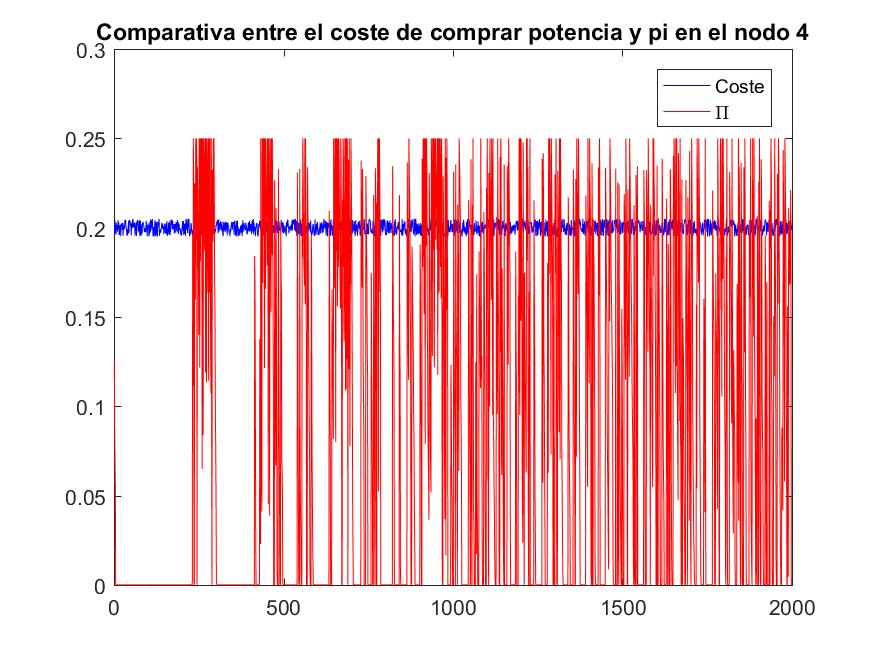 Comparativa entre el coste de comprar potencia y pi en el nodo 4
0.3
Coste
Π
0.25
0.2
0.15
0.1
0.05
0
0 500 1000 1500 2000